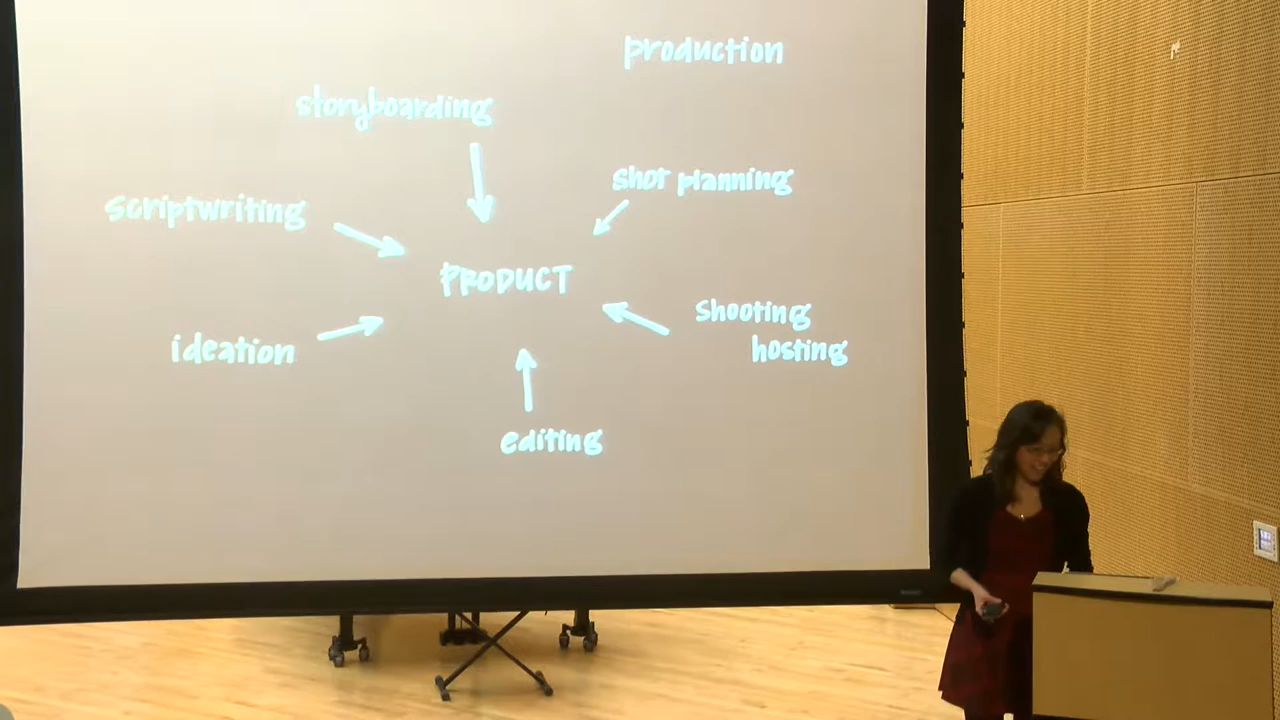 production
storyboarding
shot planning
scriptwriting
PRODUCT
shooting
hosting
ideation
editing